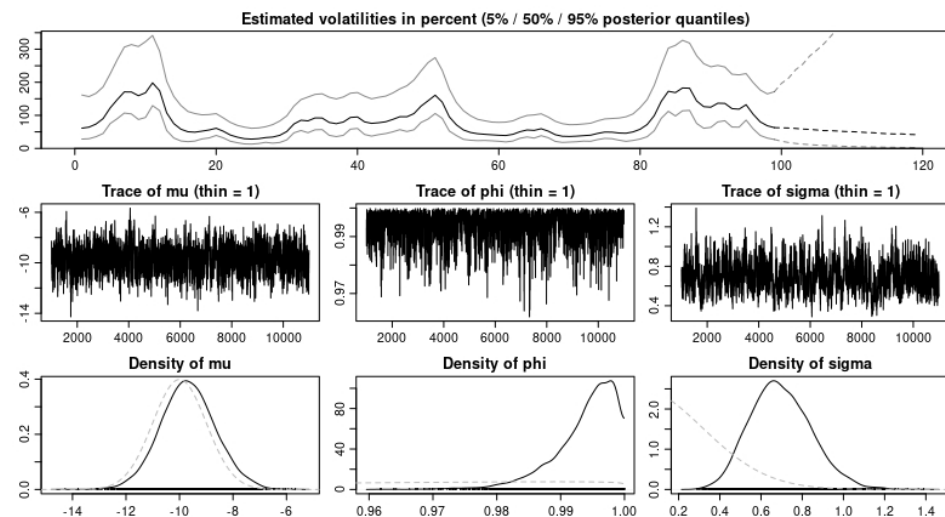 Estimated volatilities in percent (5% / 50% / 95% posterior quantiles)
0 100 200 300
0 20 40 60 80 100 120
Trace of mu (thin = 1) Trace of phi (thin = 1) Trace of sigma (thin = 1)
-14 -10 -6 0.97 0.99 0.4 0.8 1.2
2000 4000 6000 8000 10000 2000 4000 6000 8000 10000 2000 4000 6000 8000 10000
Density of mu Density of phi Density of sigma
0.0 0.2 0.4 0 40 80 0.0 1.0 2.0
-14 -12 -10 -8 -6 0.96 0.97 0.98 0.99 1.00 0.2 0.4 0.6 0.8 1.0 1.2 1.4